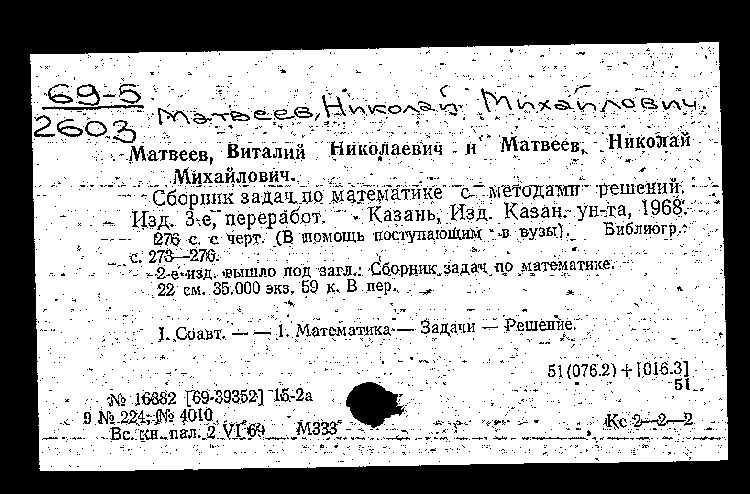 69-5
2603
Матвеев, Николай Михайлович.
Матвеев, Виталий Николаевич и Матвеев, Николай
Михайлович.
Сборник задач по математике с методами решений.
Изд. 3-е, переработ. - Казань, Изд. Казан. ун-та, 1968.
276 с. с черт. (В помощь поступающим в вузы). Библиогр.:
с. 273—276.
2-е изд. вышло под загл.: Сборник задач по математике.
22 см. 35.000 экз. 59 к. В пер.
I. Соавт. — — 1. Математика — Задачи — Решение.
51(076.2) + [016.3]
51
№ 16882 [69-39352] 15-2а
9 № 224; № 4010
Вс. кн. пал. 2 VI 69 М333
Кс 2—2—2